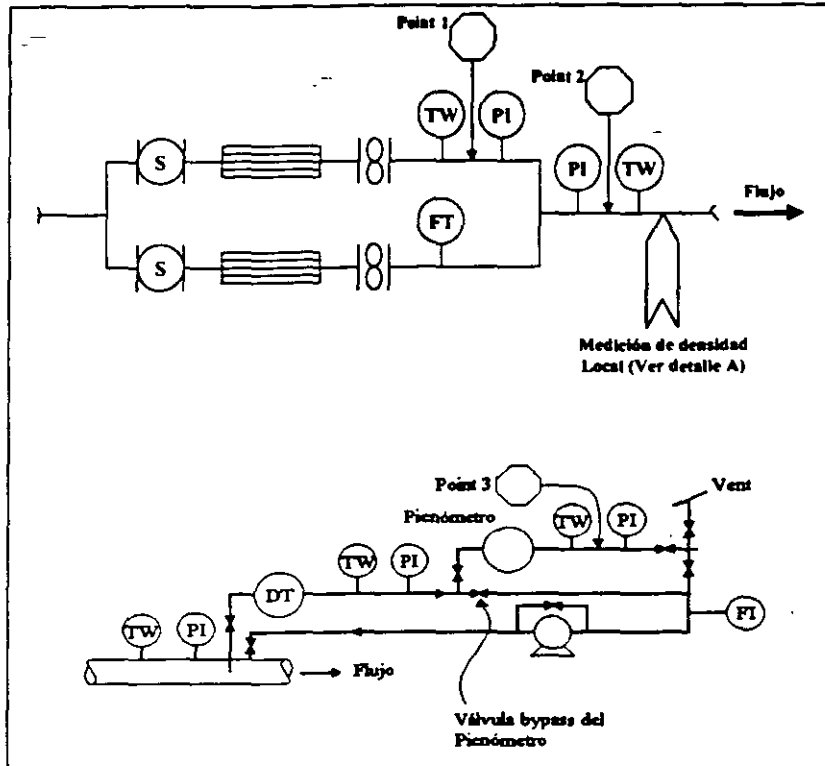 Point 1
Point 2
TW
PI
S
PI
TW
Flujo
FT
S
Medición de densidad
Local (Ver detalle A)
Point 3
Vent
Picnómetro
TW
PI
TW
PI
DT
TW
PI
FI
Flujo
Válvula bypass del
Picnómetro